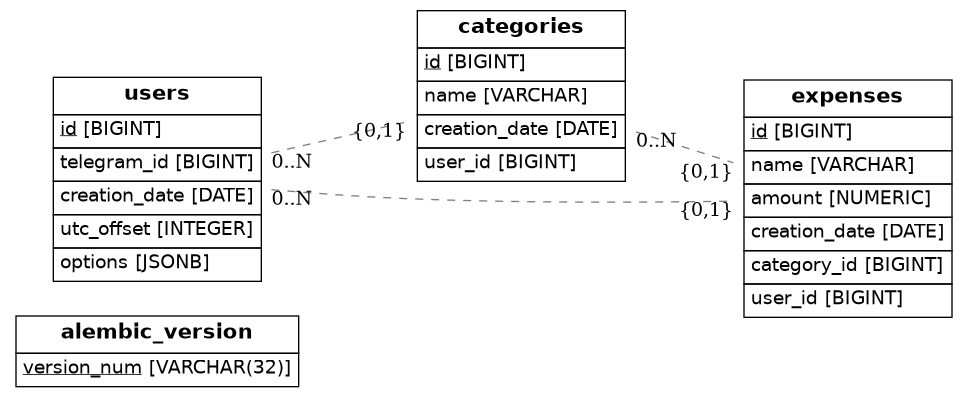 users
id [BIGINT]
telegram_id [BIGINT]
creation_date [DATE]
utc_offset [INTEGER]
options [JSONB]
0..N
0..N
{0,1}
categories
id [BIGINT]
name [VARCHAR]
creation_date [DATE]
user_id [BIGINT]
0..N
{0,1}
{0,1}
expenses
id [BIGINT]
name [VARCHAR]
amount [NUMERIC]
creation_date [DATE]
category_id [BIGINT]
user_id [BIGINT]
alembic_version
version_num [VARCHAR(32)]